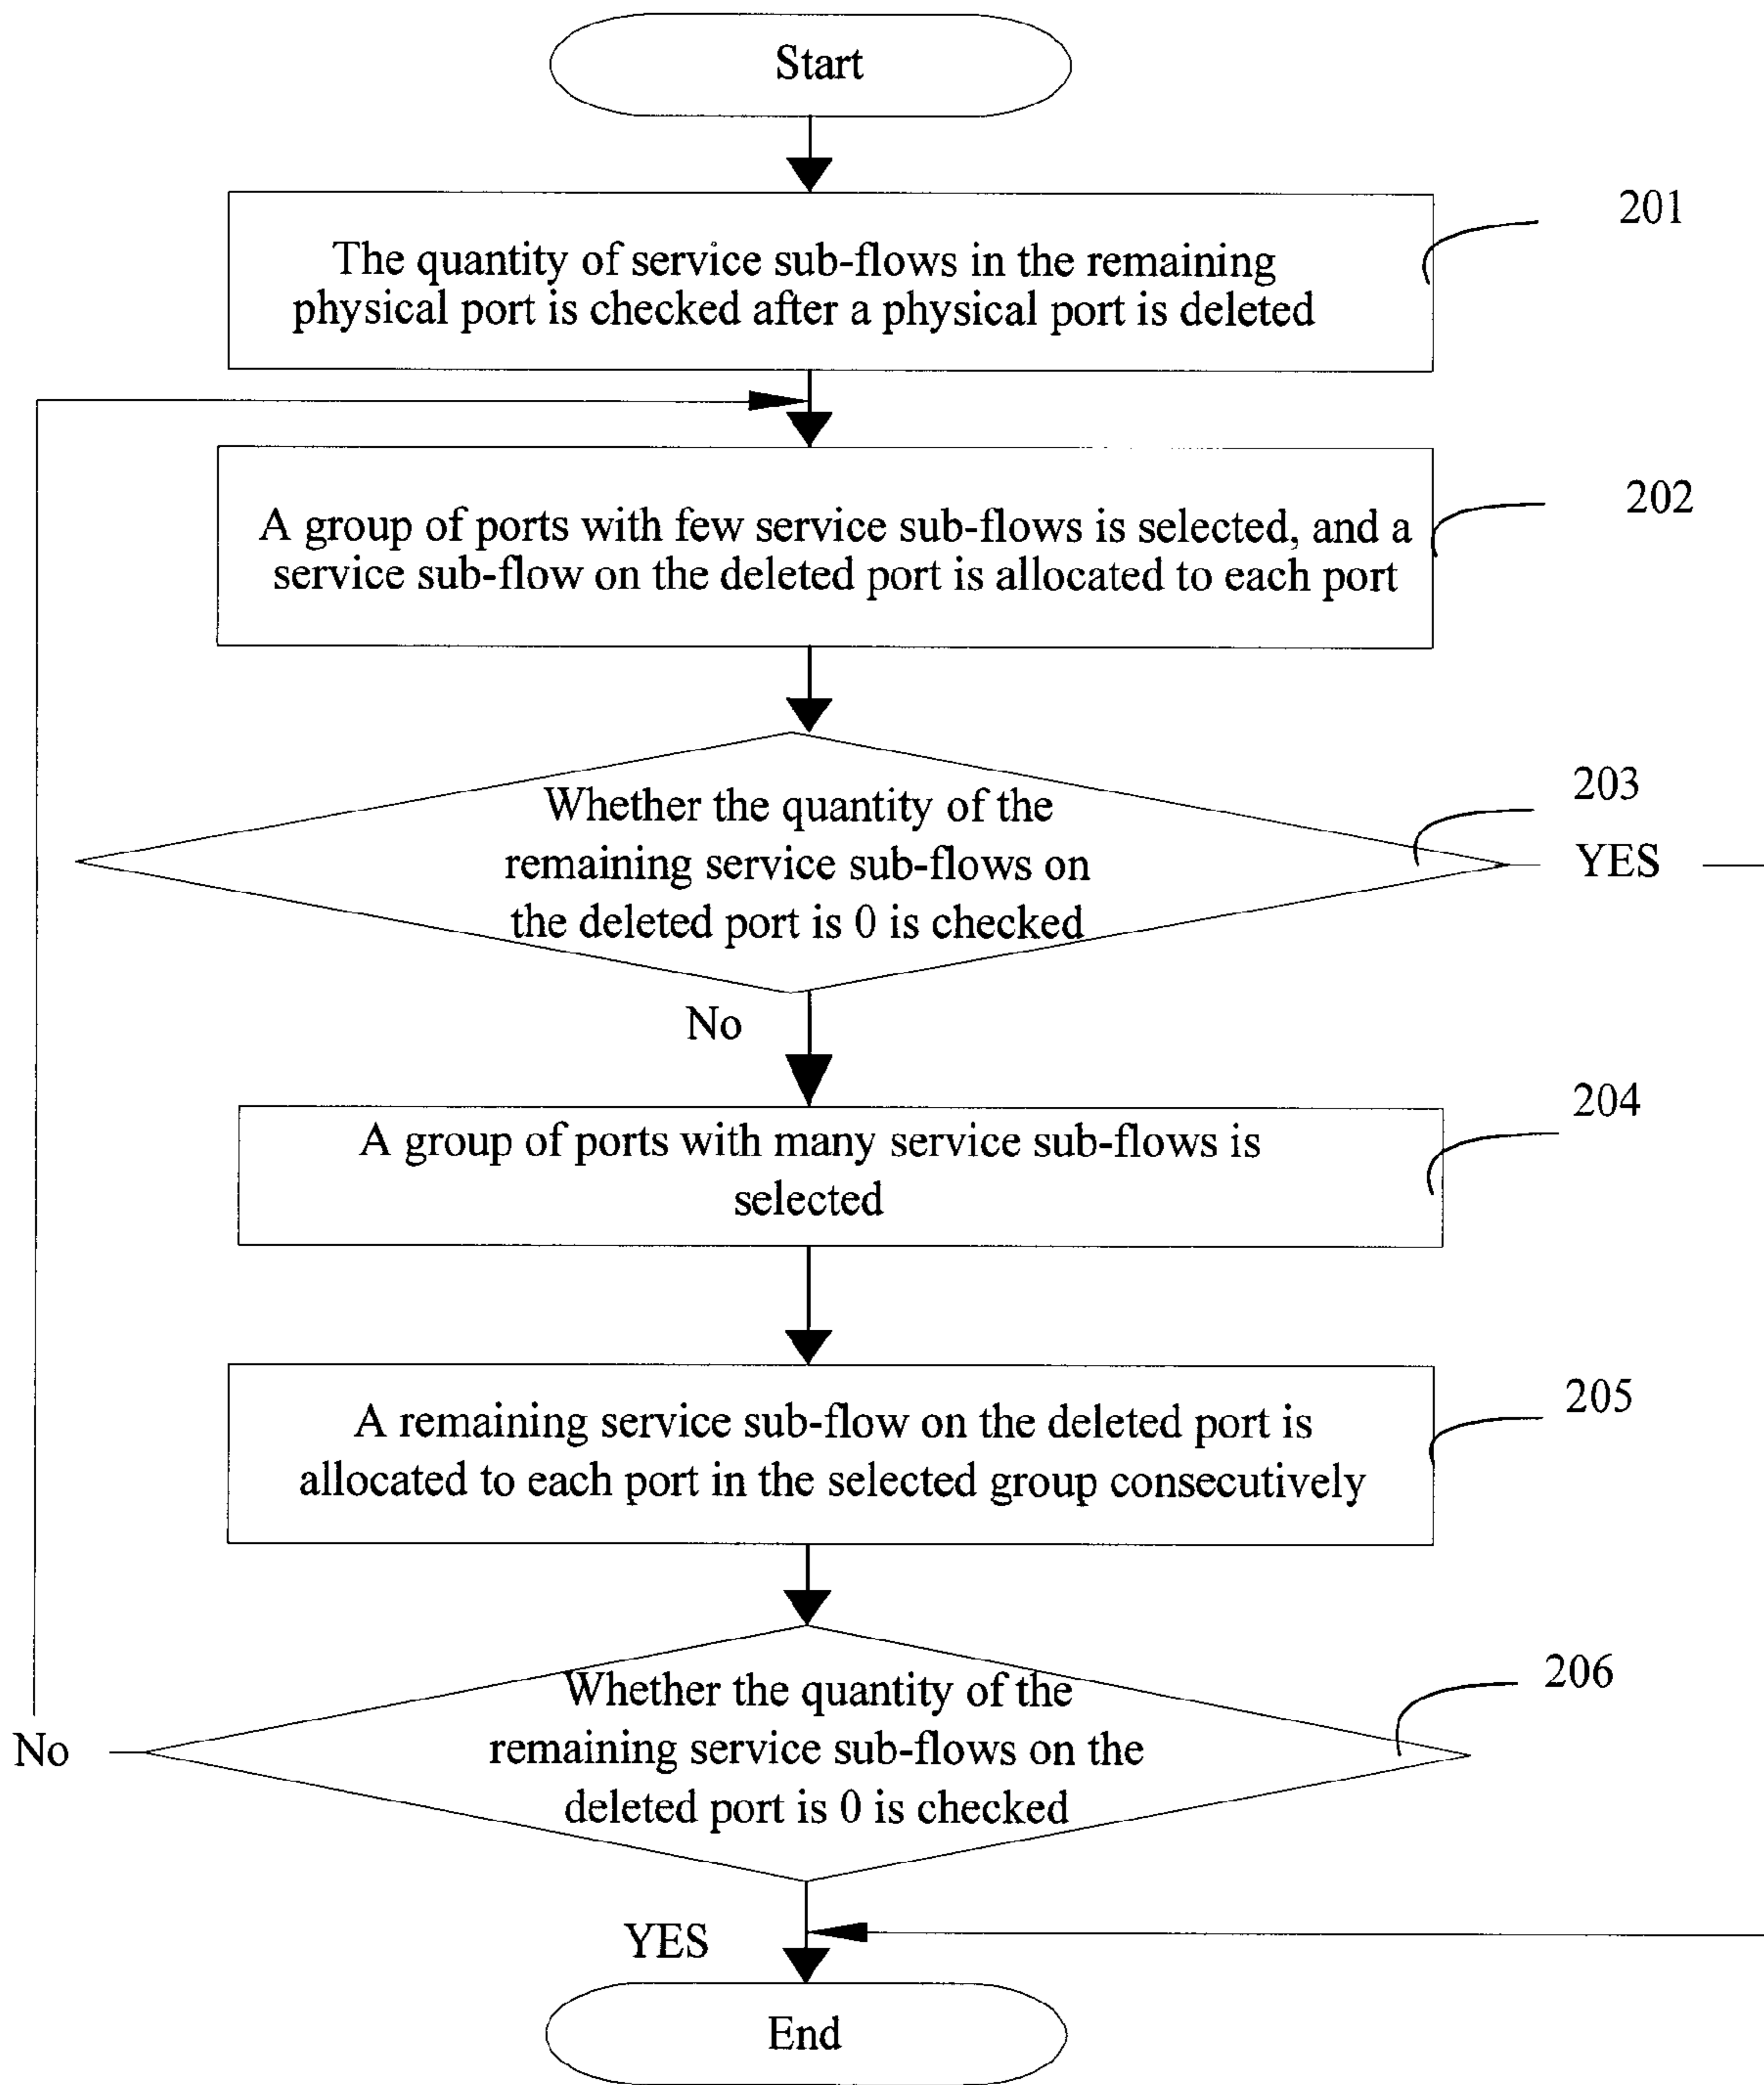 Start
201
The quantity of service sub-flows in the remaining
physical port is checked after a physical port is deleted
202
A group of ports with few service sub-flows is selected, and a
service sub-flow on the deleted port is allocated to each port
203
Whether the quantity of the
remaining service sub-flows on
the deleted port is 0 is checked
YES
No
204
A group of ports with many service sub-flows is
selected
205
A remaining service sub-flow on the deleted port is
allocated to each port in the selected group consecutively
206
Whether the quantity of the
remaining service sub-flows on the
deleted port is 0 is checked
No
YES
End